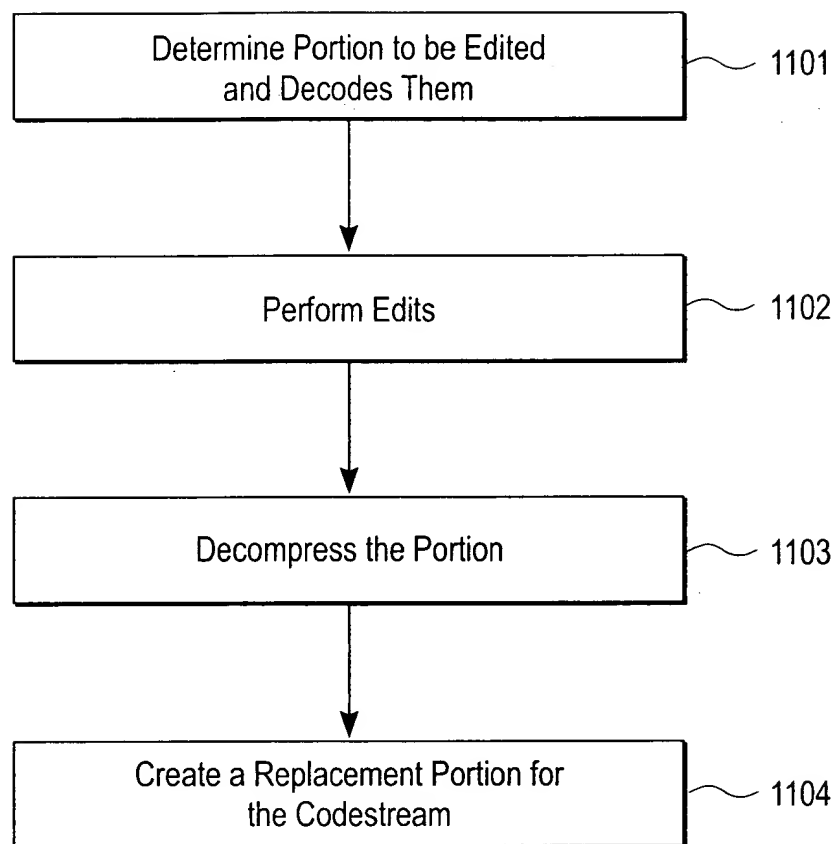 Determine Portion to be Edited
and Decodes Them
1101
Perform Edits
1102
Decompress the Portion
1103
Create a Replacement Portion for
the Codestream
1104